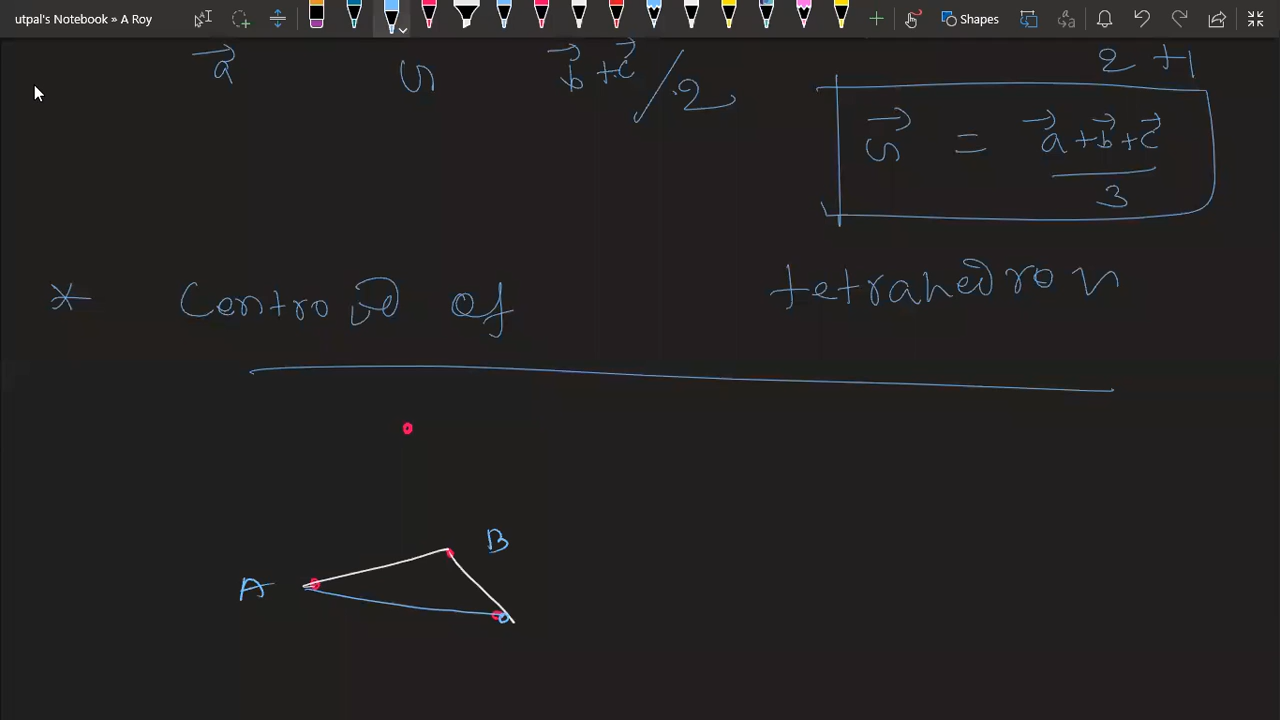 utpal's Notebook » A Roy
Shapes
a⃗ G b⃗ + c⃗ / 2
2 + 1
G⃗ = a⃗ + b⃗ + c⃗
3
* Centroid of tetrahedron
B
A